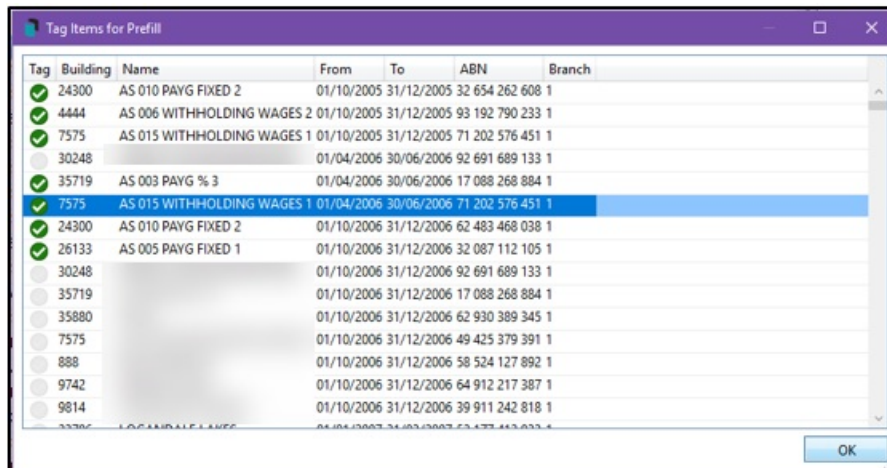 Tag Items for Prefill
Tag Building Name From To ABN Branch
24300 AS 010 PAYG FIXED 2 01/10/2005 31/12/2005 32 654 262 608 1
4444 AS 006 WITHHOLDING WAGES 2 01/10/2005 31/12/2005 93 192 790 233 1
7575 AS 015 WITHHOLDING WAGES 1 01/10/2005 31/12/2005 71 202 576 451 1
30248 01/04/2006 30/06/2006 92 691 689 133 1
35719 AS 003 PAYG % 3 01/04/2006 30/06/2006 17 088 268 884 1
7575 AS 015 WITHHOLDING WAGES 1 01/04/2006 30/06/2006 71 202 576 451 1
24300 AS 010 PAYG FIXED 2 01/10/2006 31/12/2006 62 483 468 038 1
26133 AS 005 PAYG FIXED 1 01/10/2006 31/12/2006 32 087 112 105 1
30248 01/10/2006 31/12/2006 92 691 689 133 1
35719 01/10/2006 31/12/2006 17 088 268 884 1
35880 01/10/2006 31/12/2006 62 930 389 345 1
7575 01/10/2006 31/12/2006 49 425 379 391 1
888 01/10/2006 31/12/2006 58 524 127 892 1
9742 01/10/2006 31/12/2006 64 912 217 387 1
9814 01/10/2006 31/12/2006 39 911 242 818 1
OK